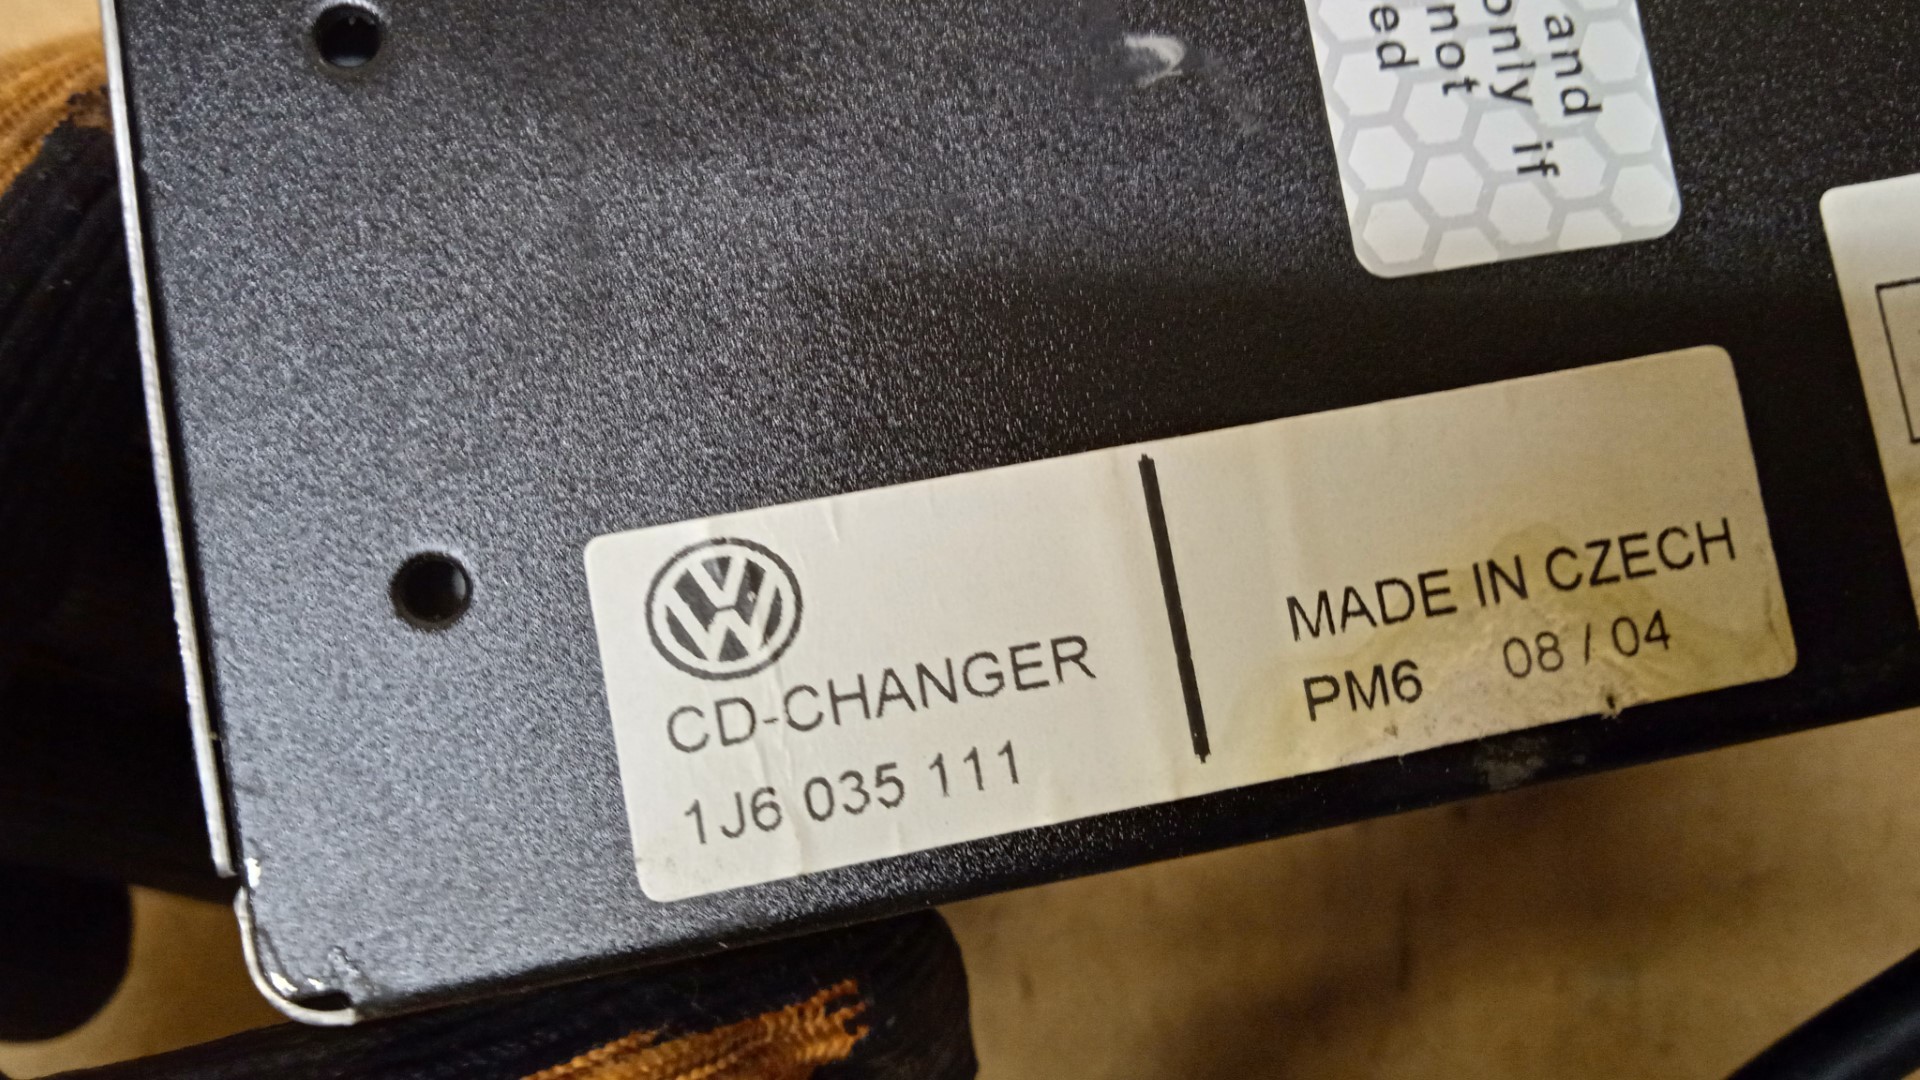 and
only if
not
ed
CD-CHANGER
1J6 035 111
MADE IN CZECH
PM6 08 / 04